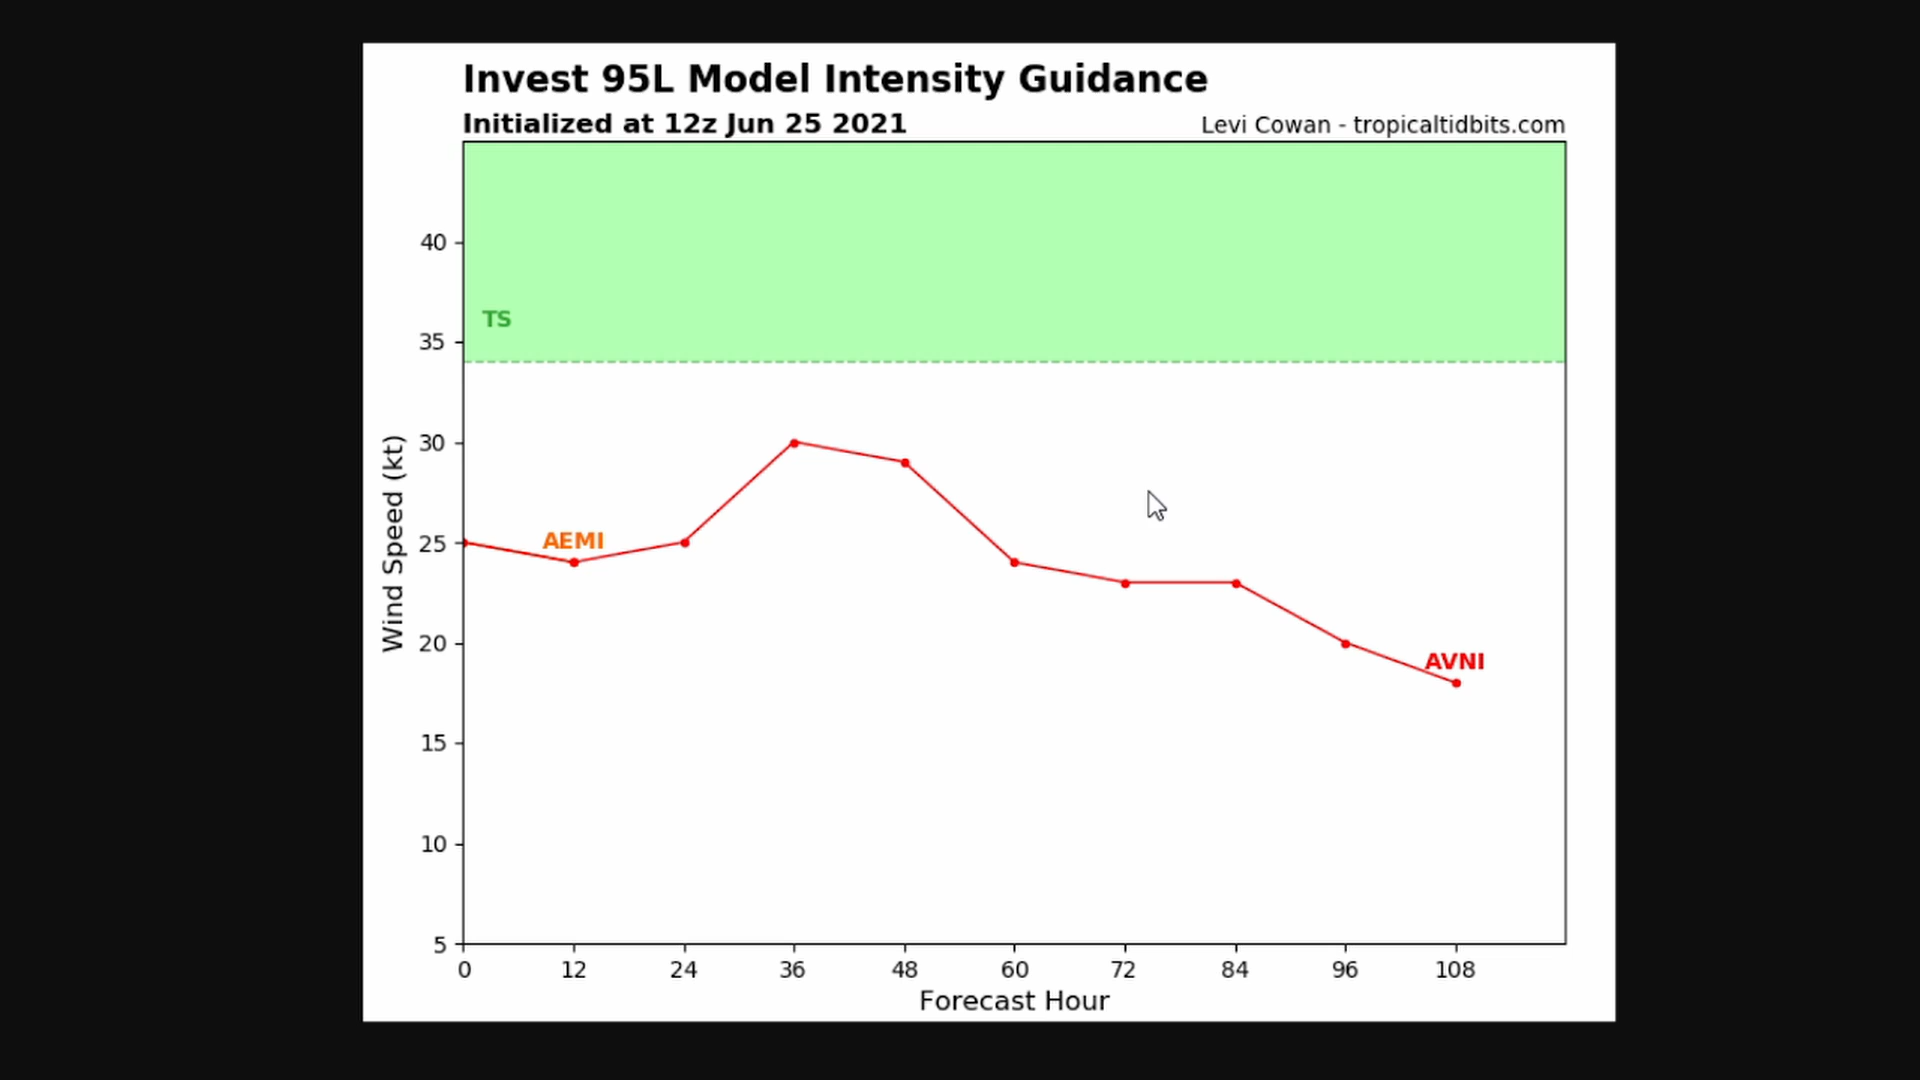 Invest 95L Model Intensity Guidance
Initialized at 12z Jun 25 2021
Levi Cowan - tropicaltidbits.com
40
TS
35
30
25
AEMI
20
AVNI
15
10
5
Wind Speed (kt)
0 12 24 36 48 60 72 84 96 108
Forecast Hour